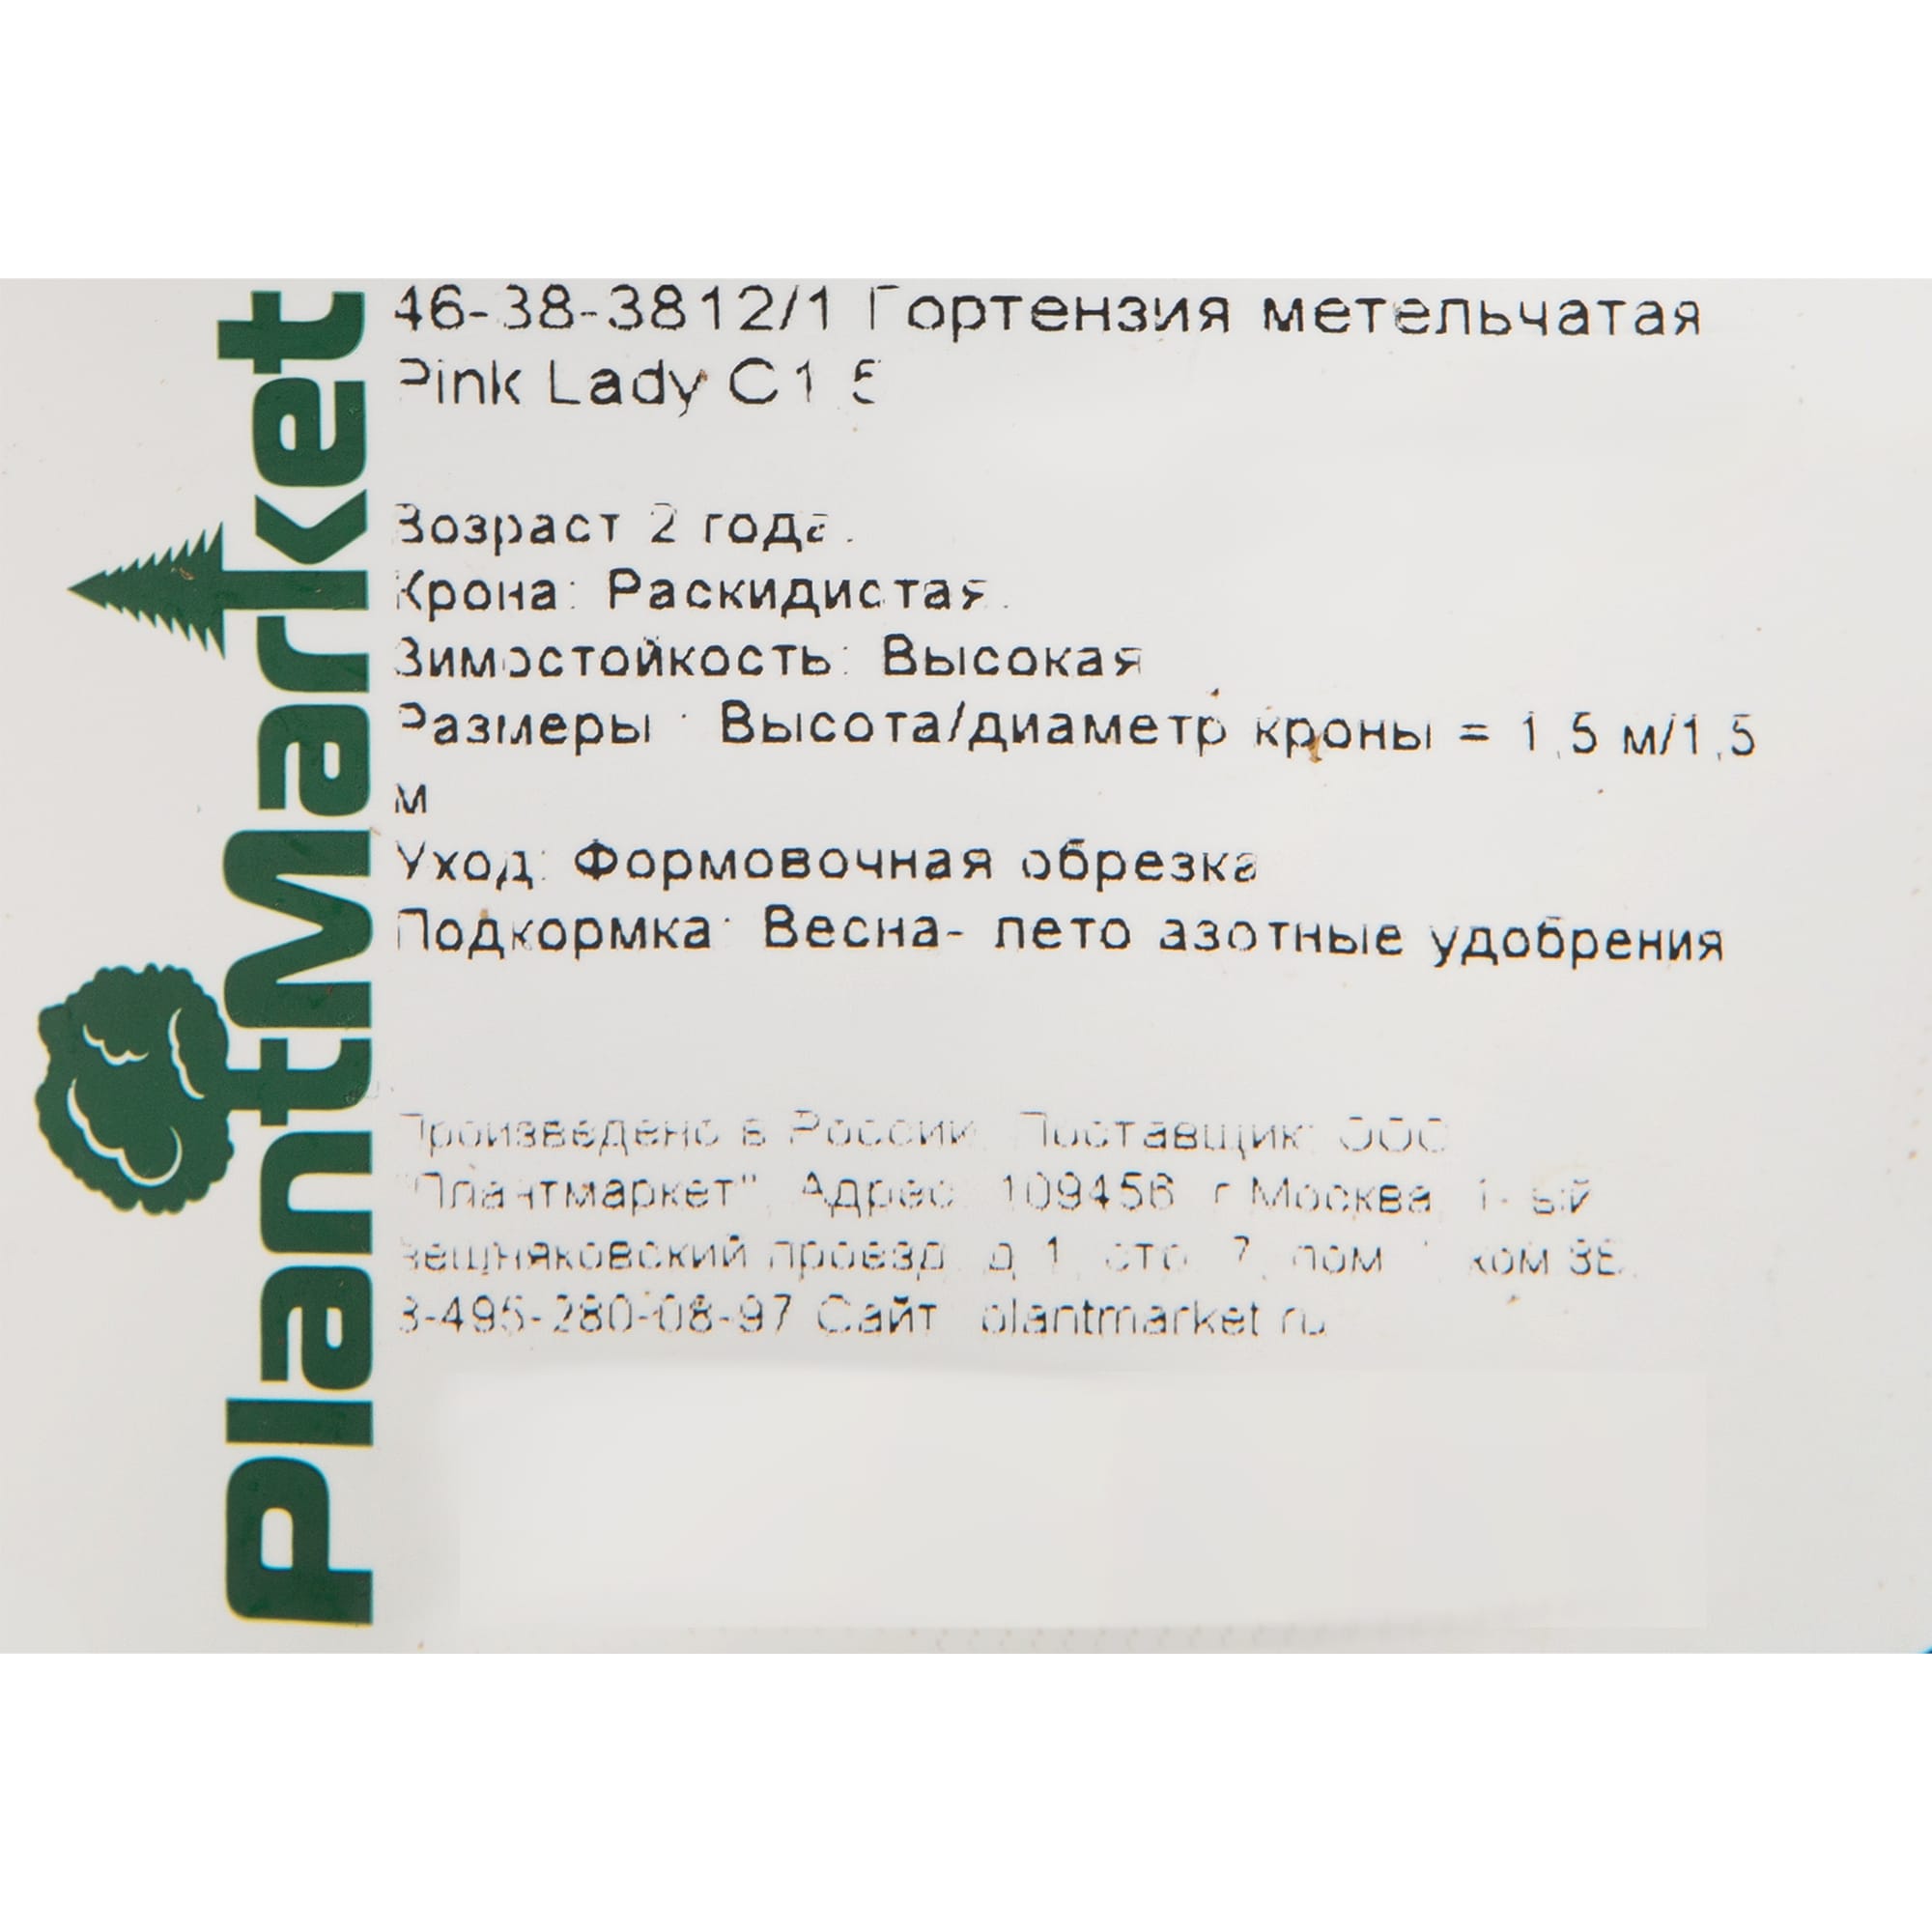 PlantMarket
46-38-3812/1 Гортензия метельчатая
Pink Lady C1,5
Возраст 2 года.
Крона: Раскидистая.
Зимостойкость: Высокая
Размеры : Высота/диаметр кроны = 1,5 м/1,5
м
Уход: Формовочная обрезка
Подкормка: Весна- лето азотные удобрения
Произведено в России. Поставщик: ООО
"Плантмаркет", Адрес: 109456, г.Москва, 1- ый
Вешняковский проезд, д.1, стр. 7, пом. ком
8-495-280-08-97 Сайт: plantmarket.ru